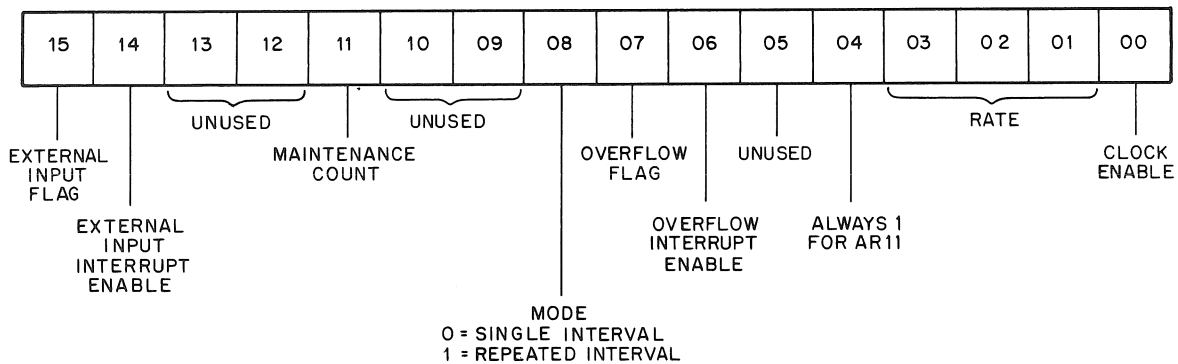 15 14 13 12 11 10 09 08 07 06 05 04 03 02 01 00
EXTERNAL
INPUT
FLAG
EXTERNAL
INPUT
INTERRUPT
ENABLE
UNUSED
MAINTENANCE
COUNT
UNUSED
MODE
0 = SINGLE INTERVAL
1 = REPEATED INTERVAL
OVERFLOW
FLAG
OVERFLOW
INTERRUPT
ENABLE
UNUSED
ALWAYS 1
FOR AR11
RATE
CLOCK
ENABLE